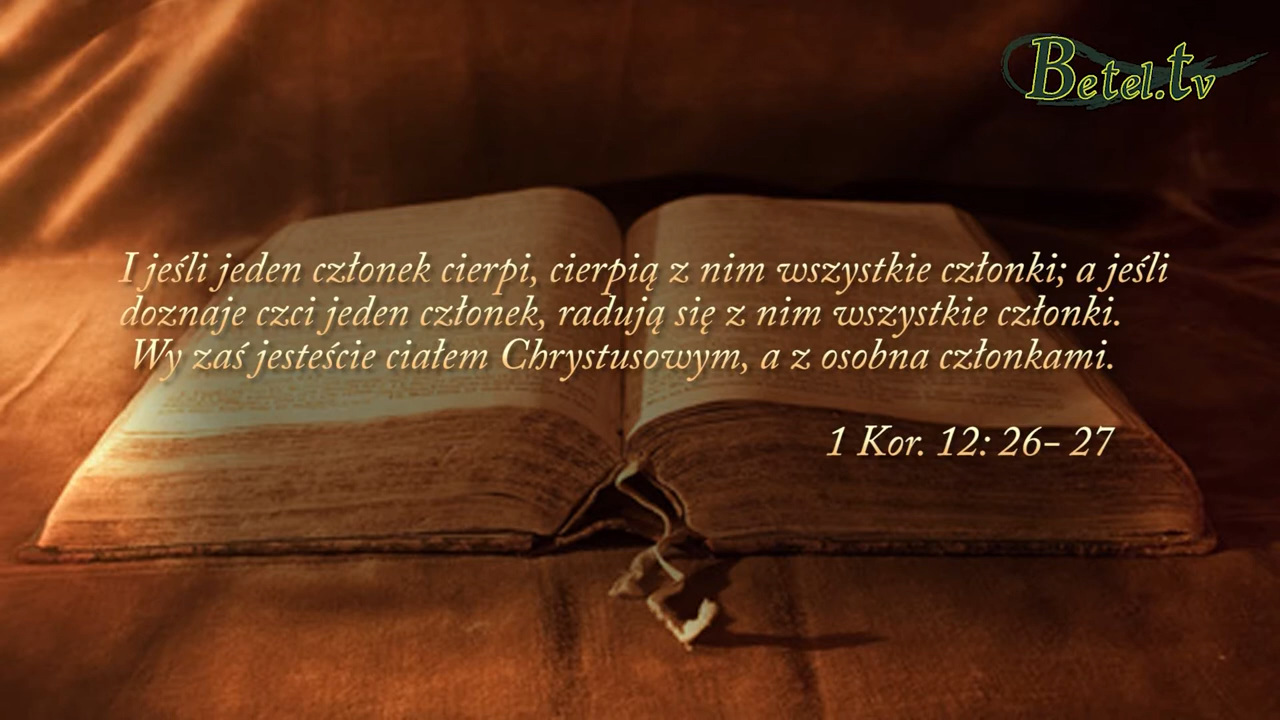 Betel.tv
I jeśli jeden członek cierpi, cierpią z nim wszystkie członki; a jeśli
doznaje czci jeden członek, radują się z nim wszystkie członki.
Wy zaś jesteście ciałem Chrystusowym, a z osobna członkami.
1 Kor. 12: 26- 27